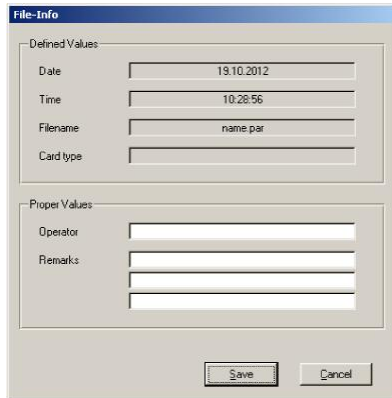 File-Info
Defined Values
Date 19.10.2012
Time 10:28:56
Filename name.par
Card type
Proper Values
Operator
Remarks
Save Cancel